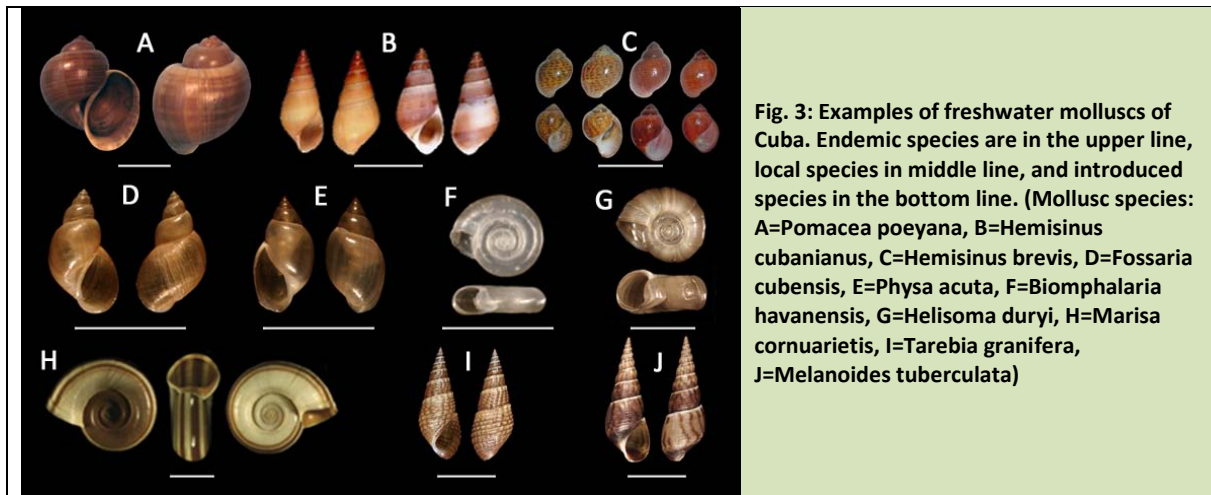 A
B
C
D
E
F
G
H
I
J
Fig. 3: Examples of freshwater molluscs of
Cuba. Endemic species are in the upper line,
local species in middle line, and introduced
species in the bottom line. (Mollusc species:
A=Pomacea poeyana, B=Hemisinus
cubanianus, C=Hemisinus brevis, D=Fossaria
cubensis, E=Physa acuta, F=Biomphalaria
havanensis, G=Helisoma duryi, H=Marisa
cornuarietis, I=Tarebia granifera,
J=Melanoides tuberculata)